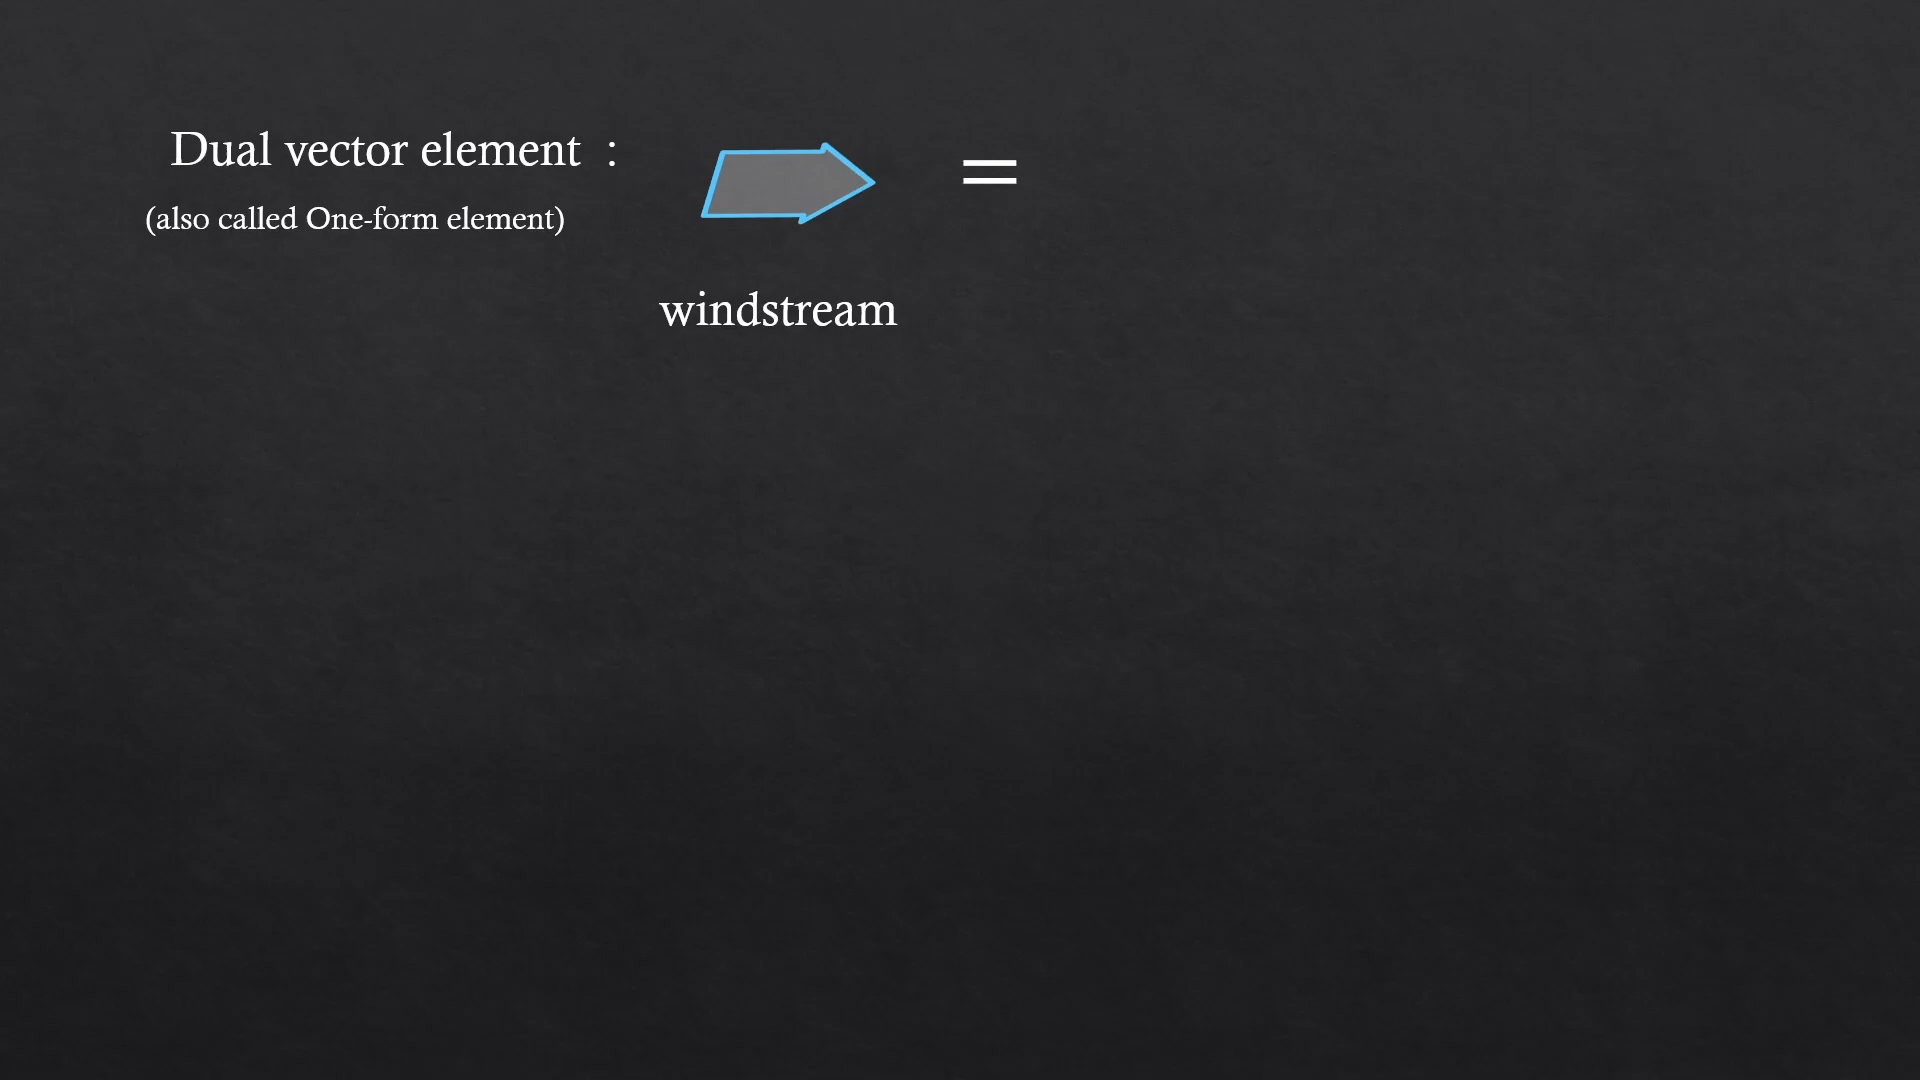 Dual vector element : =
(also called One-form element)
windstream